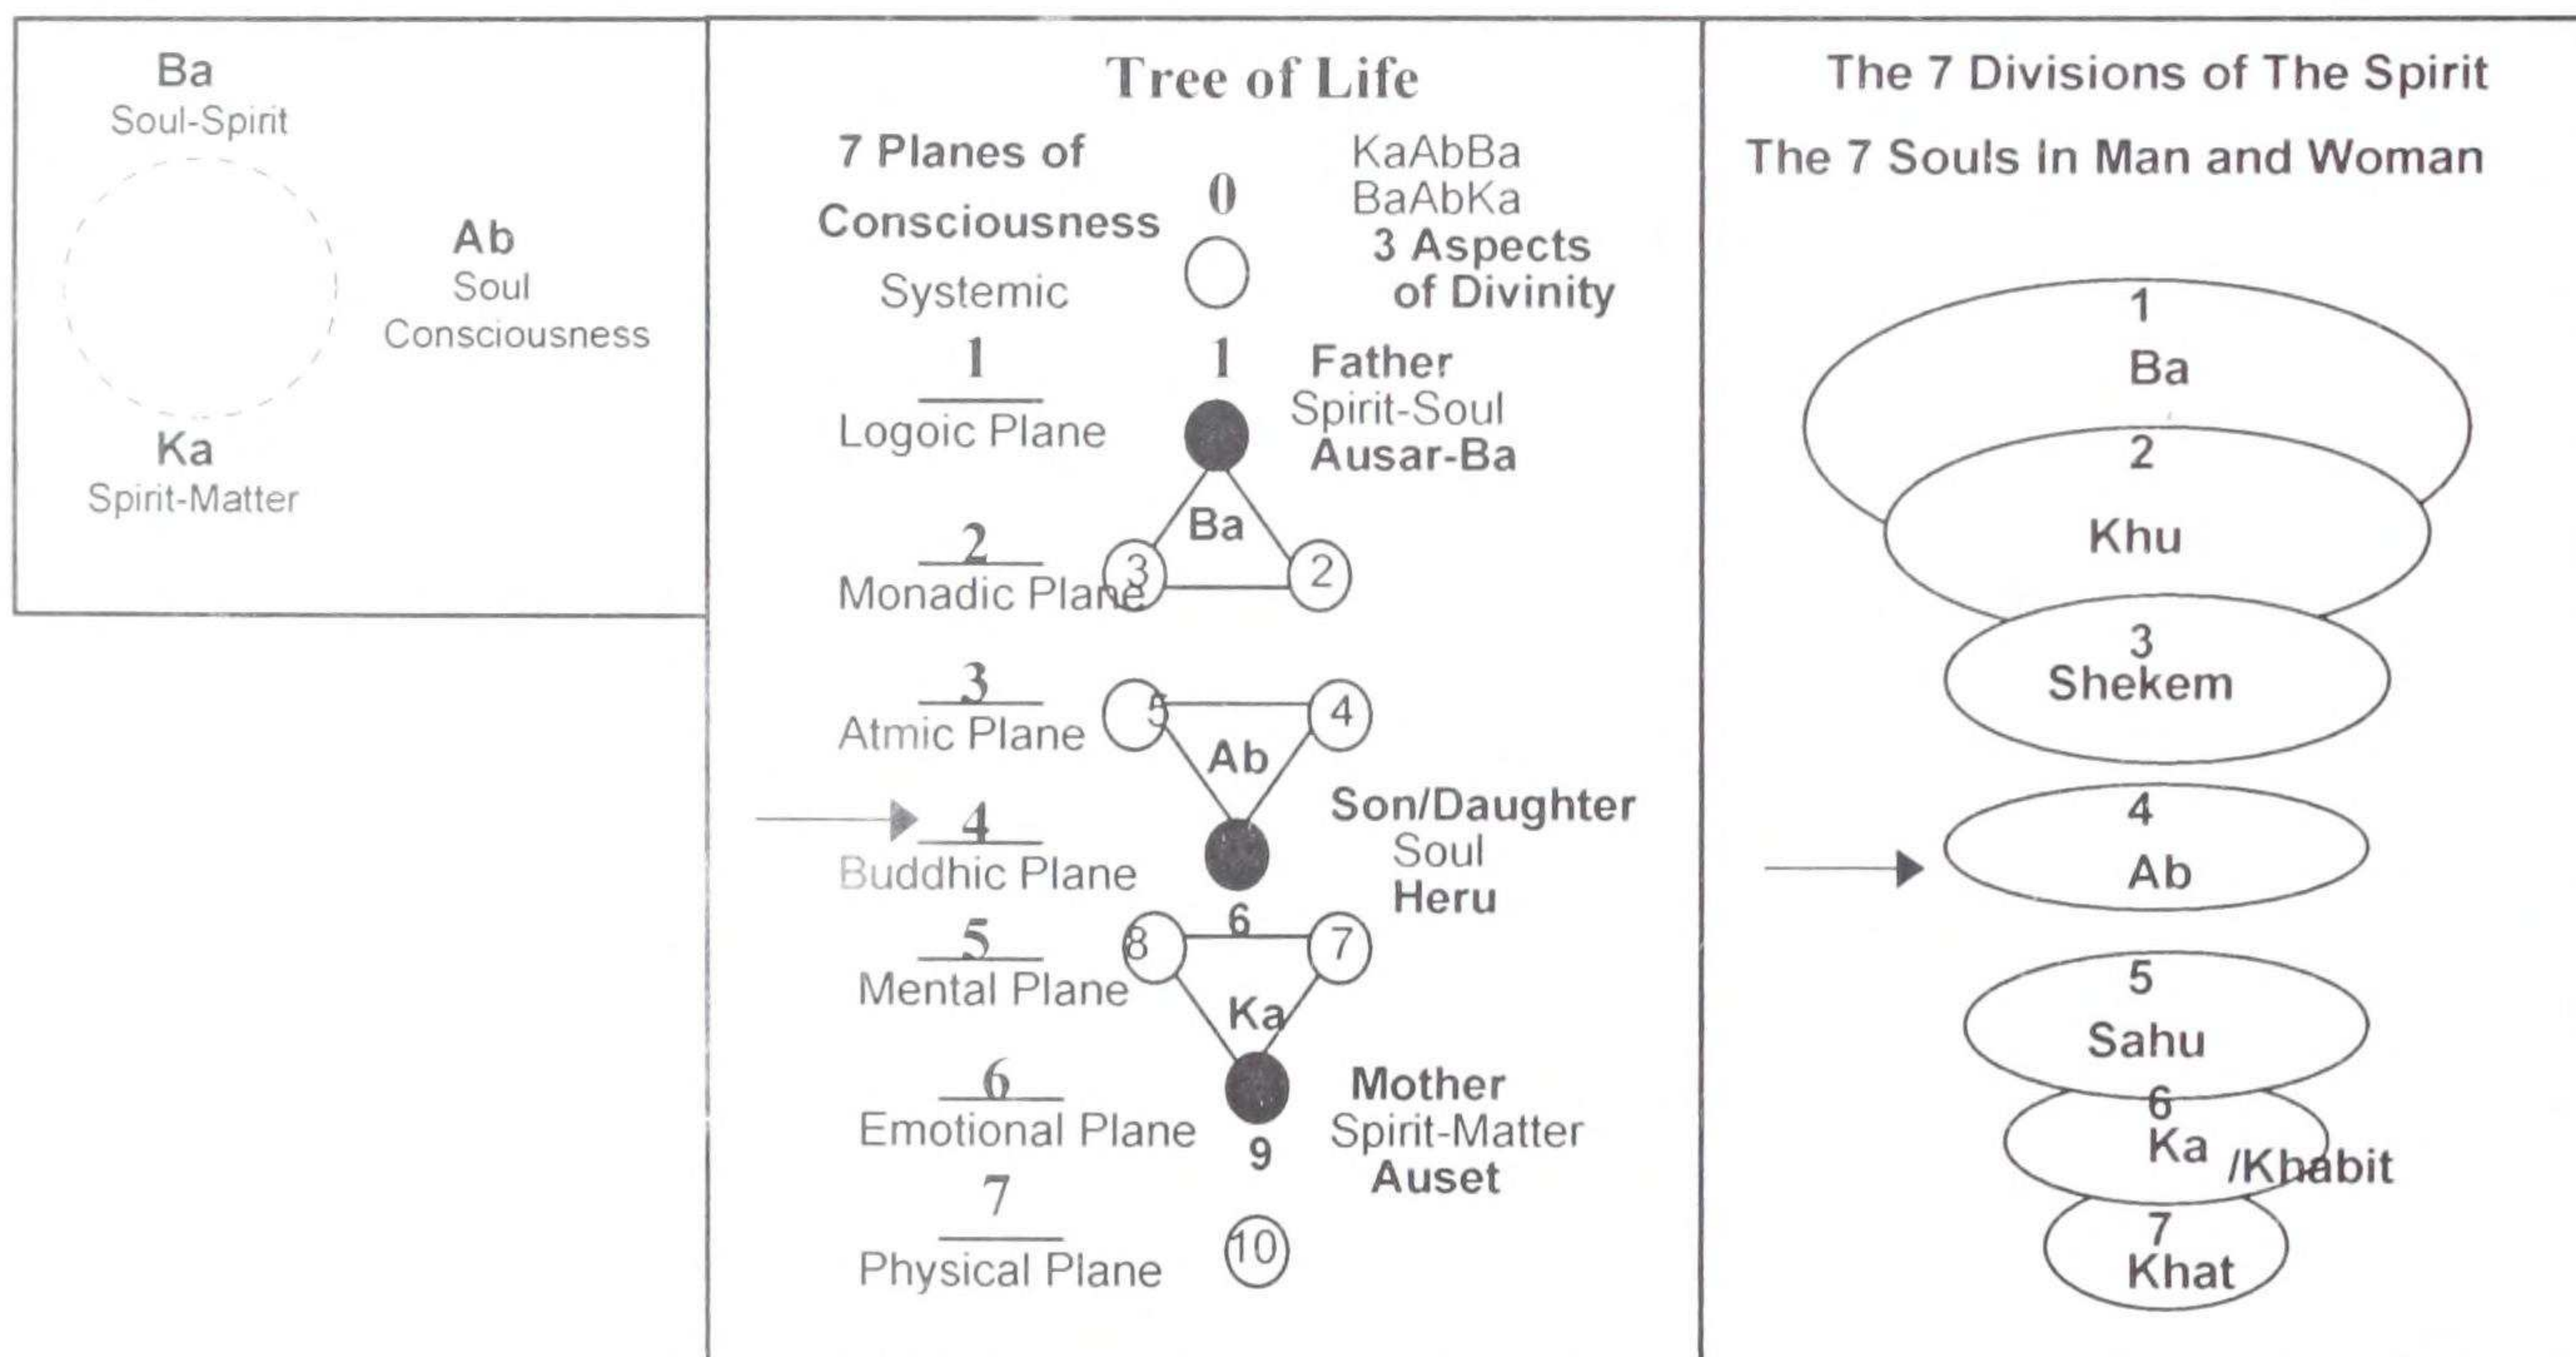 Ba
Soul-Spirit
Ab
Soul
Consciousness
Ka
Spirit-Matter
Tree of Life
7 Planes of
Consciousness
Systemic
0
KaAbBa
BaAbKa
3 Aspects
of Divinity
1
Logoic Plane
1
Father
Spirit-Soul
Ausar-Ba
Ba
2
Monadic Plane
3
2
3
Atmic Plane
5
4
Ab
4
Buddhic Plane
Son/Daughter
Soul
Heru
6
5
Mental Plane
8
7
Ka
6
Emotional Plane
Mother
Spirit-Matter
Auset
9
7
Physical Plane
10
The 7 Divisions of The Spirit
The 7 Souls in Man and Woman
1
Ba
2
Khu
3
Shekem
4
Ab
5
Sahu
6
Ka /Khabit
7
Khat